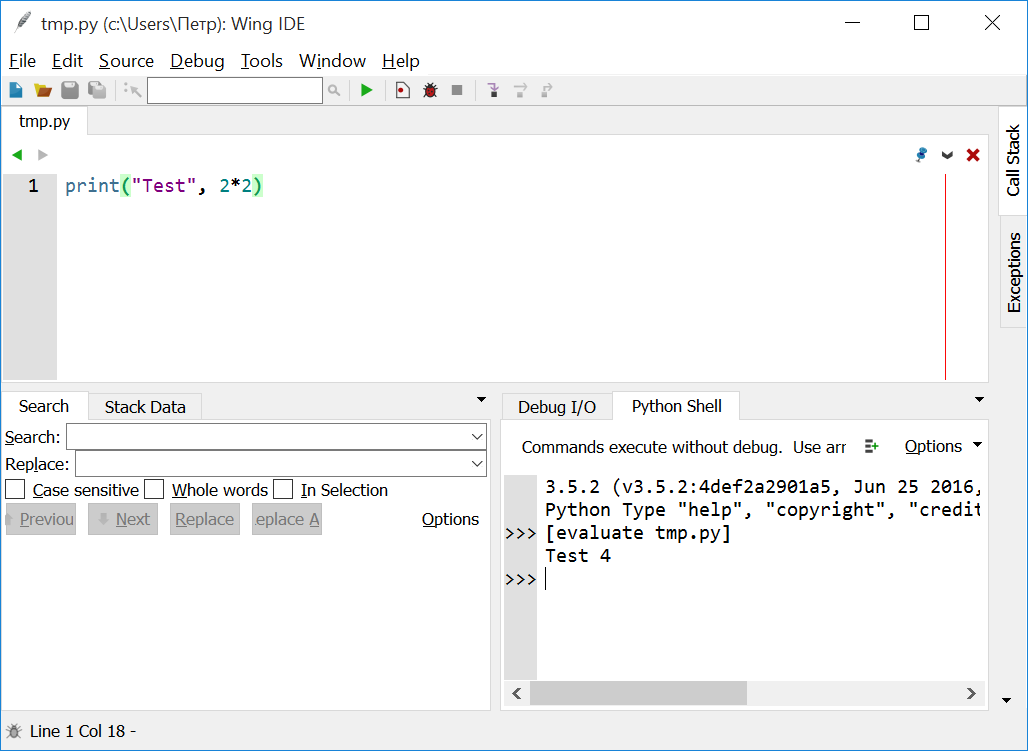 tmp.py (c:\Users\Петр): Wing IDE
File Edit Source Debug Tools Window Help
tmp.py
1 print("Test", 2*2)
Call Stack
Exceptions
Search Stack Data
Search:
Replace:
Case sensitive Whole words In Selection
Previou Next Replace eplace A Options
Debug I/O Python Shell
Commands execute without debug. Use arr Options
3.5.2 (v3.5.2:4def2a2901a5, Jun 25 2016,
Python Type "help", "copyright", "credit
>>> [evaluate tmp.py]
Test 4
>>>
Line 1 Col 18 -